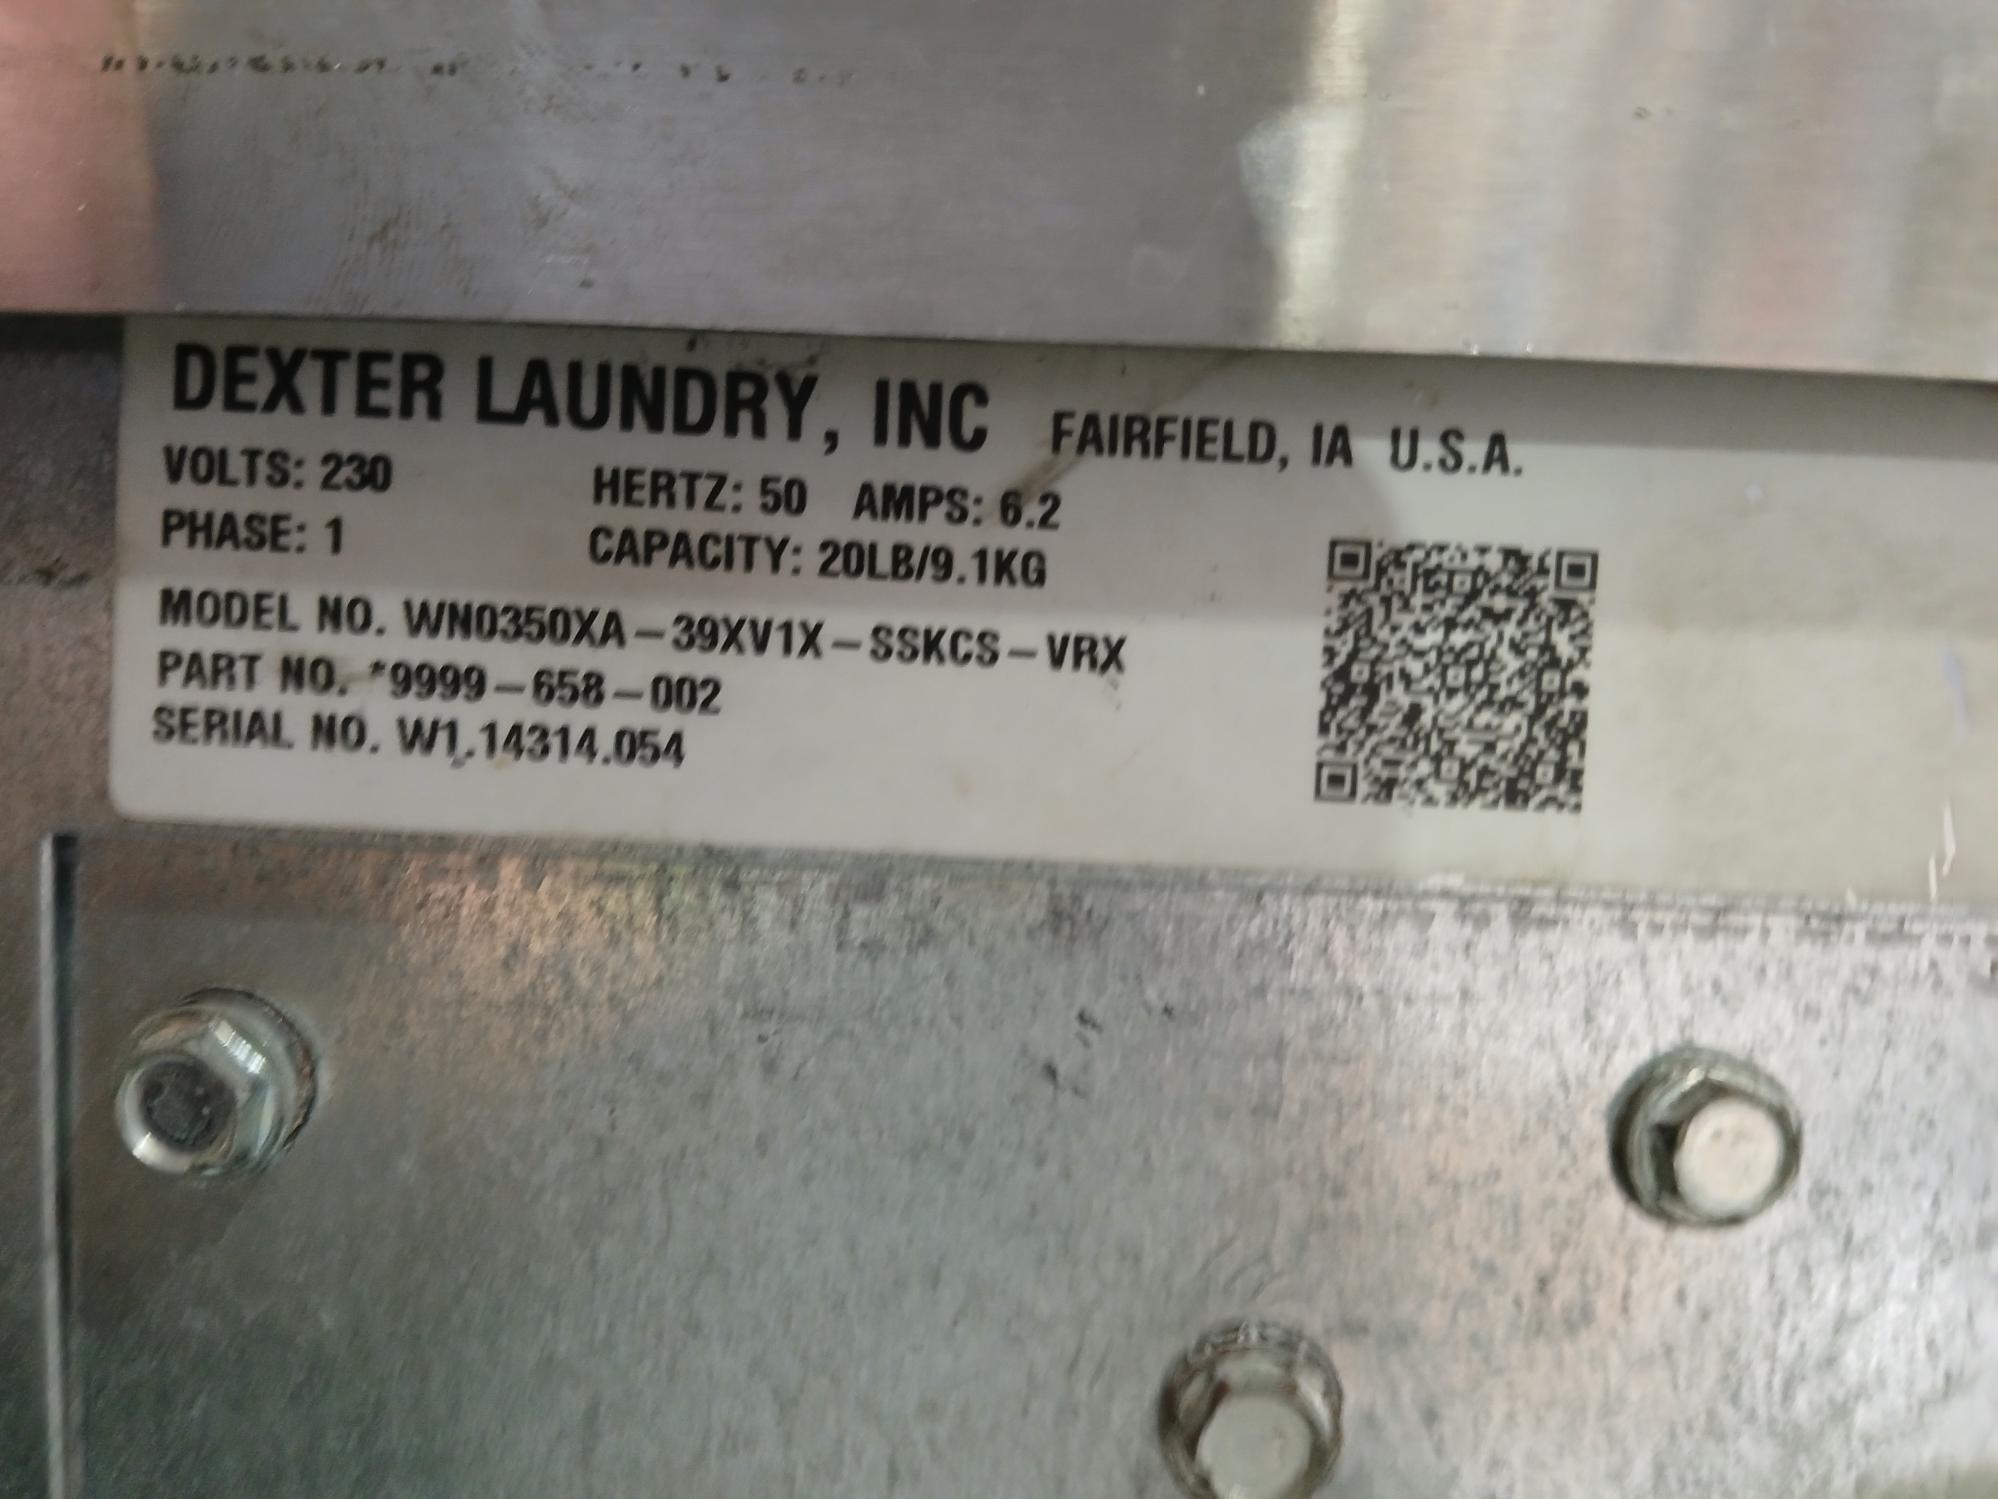 DEXTER LAUNDRY, INC FAIRFIELD, IA U.S.A.
VOLTS: 230 HERTZ: 50 AMPS: 6.2
PHASE: 1 CAPACITY: 20LB/9.1KG
MODEL NO. WN0350XA-39XV1X-SSKCS-VRX
PART NO. *9999-658-002
SERIAL NO. W1.14314.054